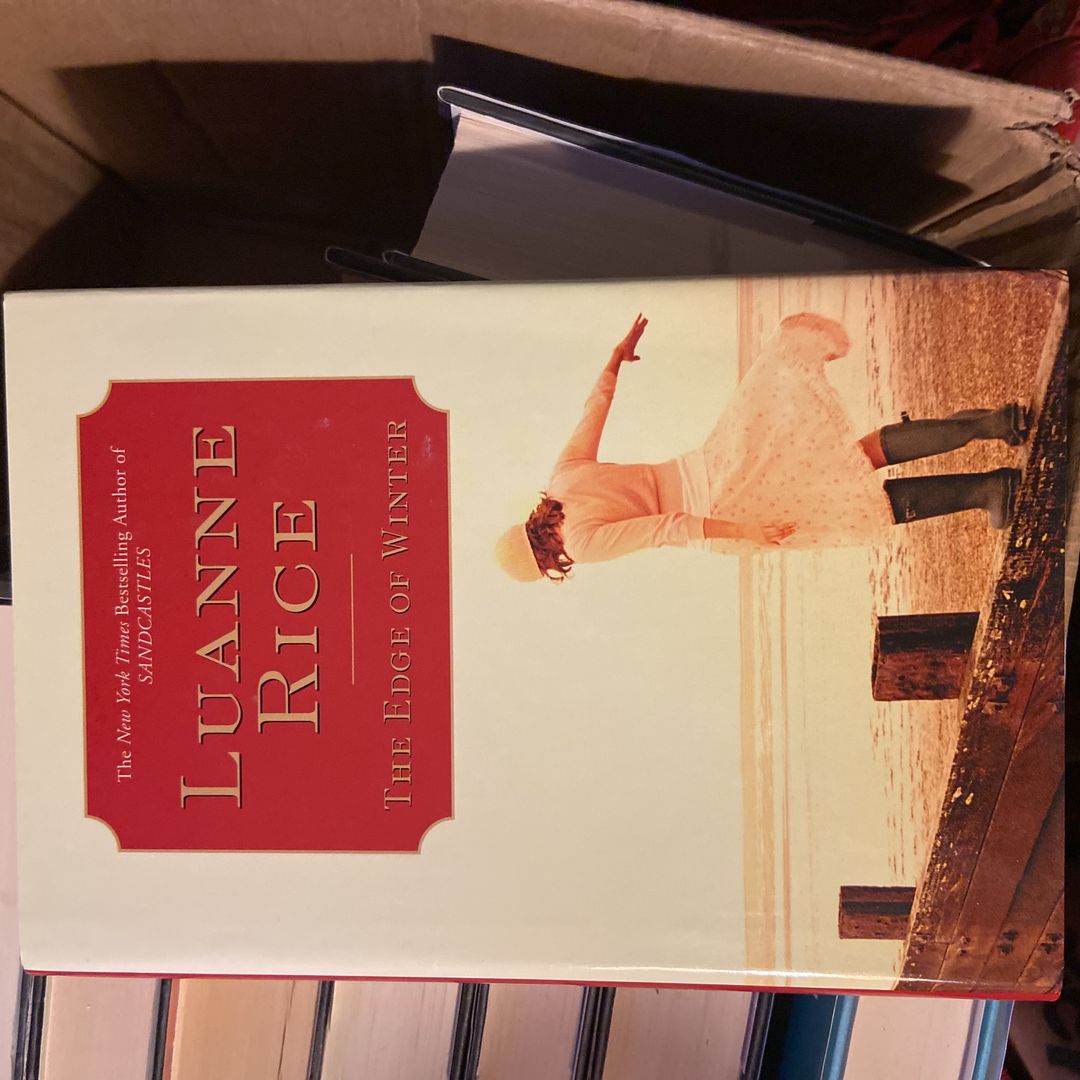 The New York Times Bestselling Author of
SANDCASTLES
LUANNE
RICE
THE EDGE OF WINTER